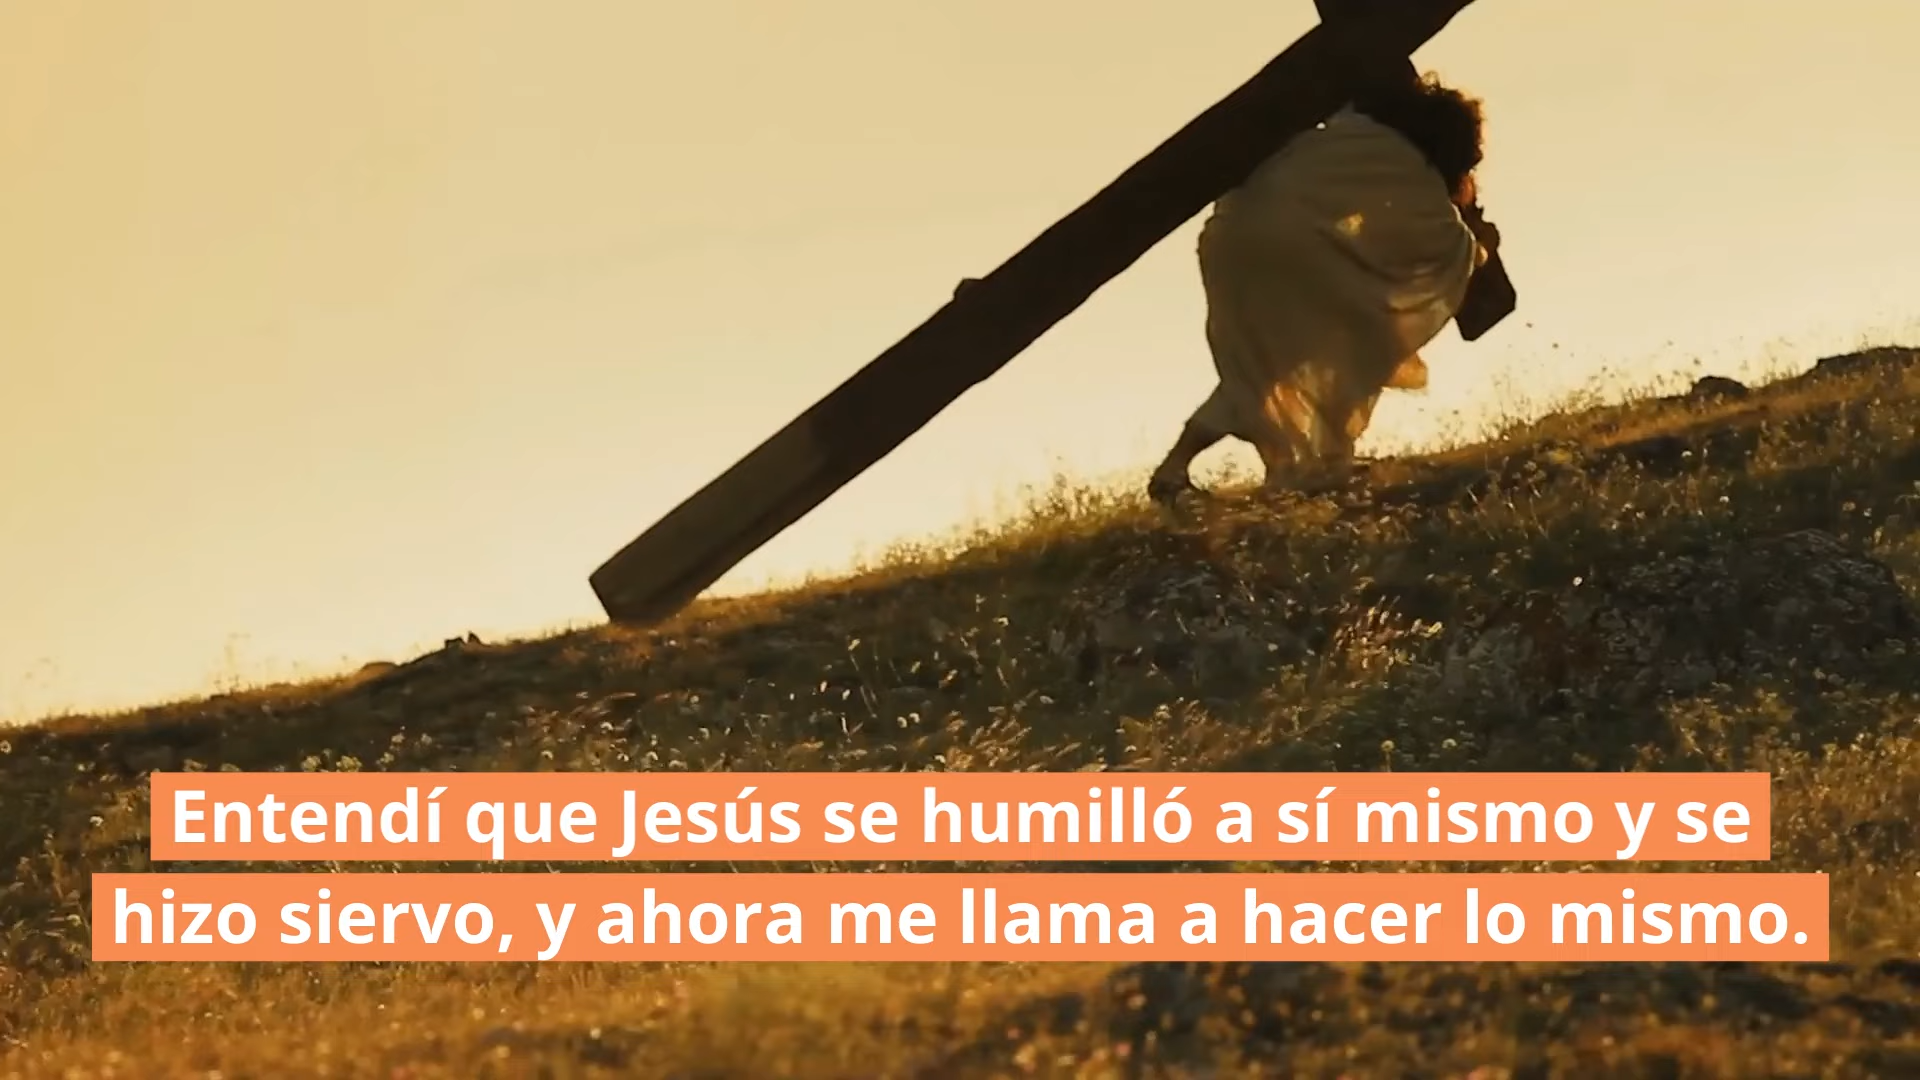 Entendí que Jesús se humilló a sí mismo y se
hizo siervo, y ahora me llama a hacer lo mismo.